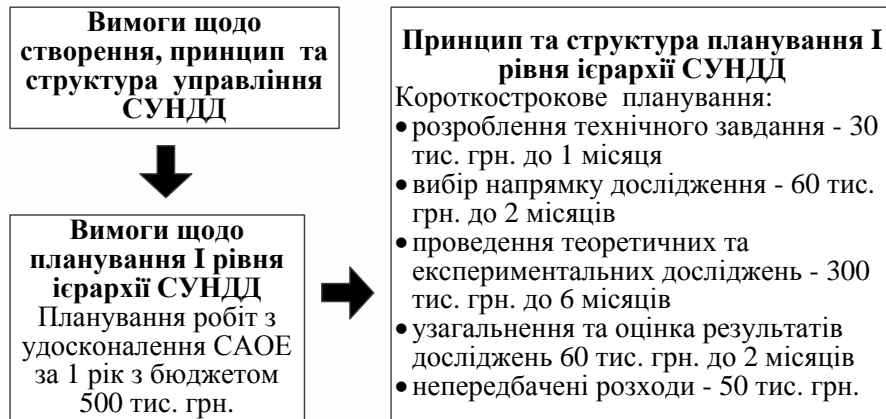 Вимоги щодо
створення, принцип та
структура управління
СУНДД
Вимоги щодо
планування І рівня
ієрархії СУНДД
Планування робіт з
удосконалення САОЕ
за 1 рік з бюджетом
500 тис. грн.
Принцип та структура планування І
рівня ієрархії СУНДД
Короткострокове планування:
• розроблення технічного завдання - 30
тис. грн. до 1 місяця
• вибір напрямку дослідження - 60 тис.
грн. до 2 місяців
• проведення теоретичних та
експериментальних досліджень - 300
тис. грн. до 6 місяців
• узагальнення та оцінка результатів
досліджень 60 тис. грн. до 2 місяців
• непередбачені розходи - 50 тис. грн.